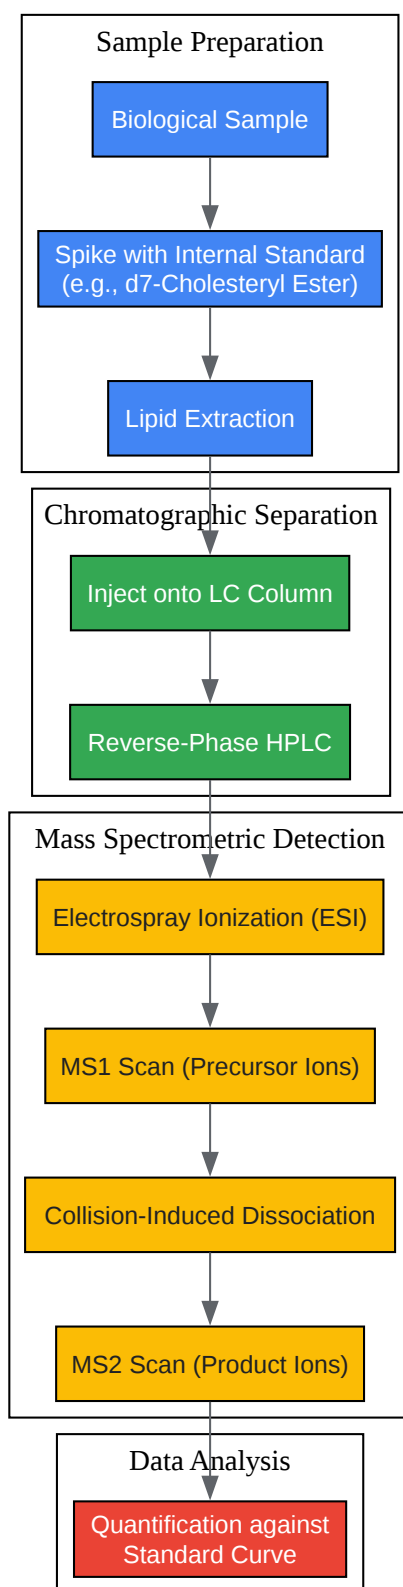 Sample Preparation
Biological Sample
Spike with Internal Standard
(e.g., d7-Cholesteryl Ester)
Lipid Extraction
Chromatographic Separation
Inject onto LC Column
Reverse-Phase HPLC
Mass Spectrometric Detection
Electrospray Ionization (ESI)
MS1 Scan (Precursor Ions)
Collision-Induced Dissociation
MS2 Scan (Product Ions)
Data Analysis
Quantification against
Standard Curve